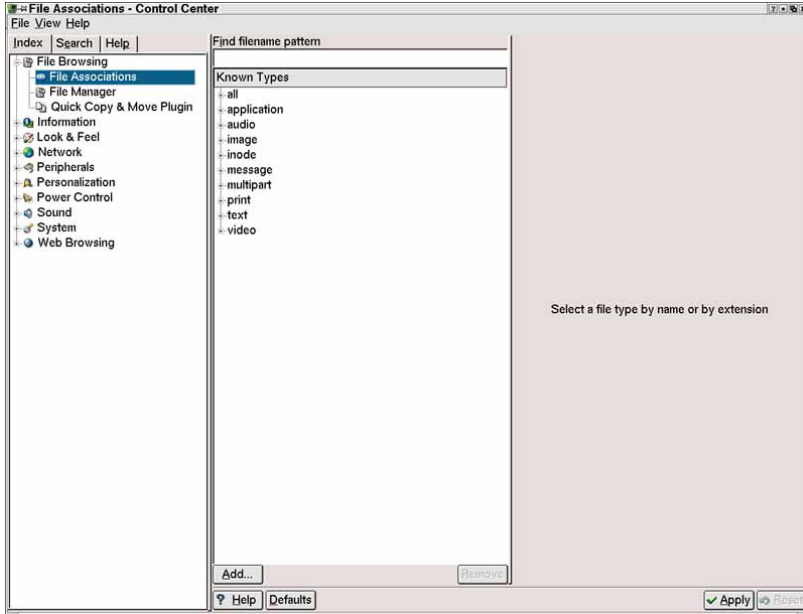 File Associations - Control Center
File View Help
Index Search Help
File Browsing
File Associations
File Manager
Quick Copy & Move Plugin
Information
Look & Feel
Network
Peripherals
Personalization
Power Control
Sound
System
Web Browsing
Find filename pattern
Known Types
all
application
audio
image
inode
message
multipart
print
text
video
Select a file type by name or by extension
Add... Remove
? Help Defaults
Apply Reset